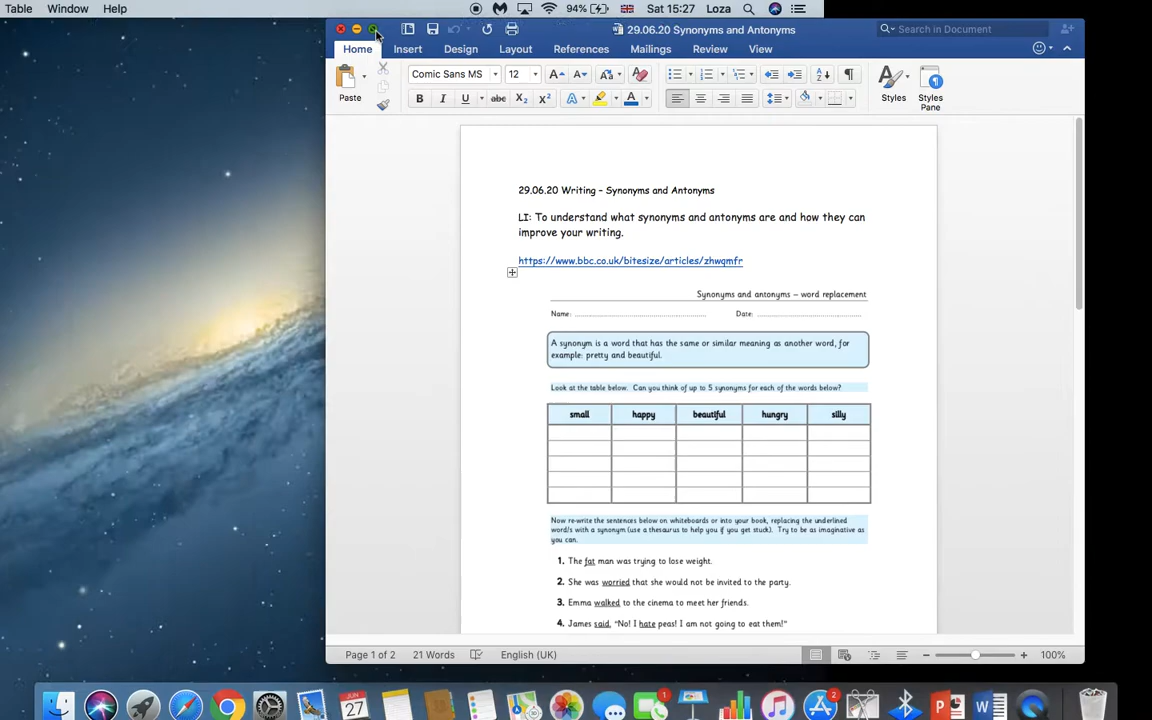 Table Window Help
94% Sat 15:27 Loza
29.06.20 Synonyms and Antonyms
Search in Document
Home Insert Design Layout References Mailings Review View
Paste
Comic Sans MS 12
Styles
Styles Pane
29.06.20 Writing – Synonyms and Antonyms
LI: To understand what synonyms and antonyms are and how they can
improve your writing.
https://www.bbc.co.uk/bitesize/articles/zhwqmfr
Synonyms and antonyms – word replacement
Name: Date:
A synonym is a word that has the same or similar meaning as another word, for
example: pretty and beautiful.
Look at the table below. Can you think of up to 5 synonyms for each of the words below?
small happy beautiful hungry silly
Now re-write the sentences below on whiteboards or into your book, replacing the underlined
word/s with a synonym (use a thesaurus to help you if you get stuck). Try to be as imaginative as
you can.
1. The fat man was trying to lose weight.
2. She was worried that she would not be invited to the party.
3. Emma walked to the cinema to meet her friends.
4. James said, "No! I hate peas! I am not going to eat them!"
Page 1 of 2 21 Words English (UK) 100%
JUN
27
1
2